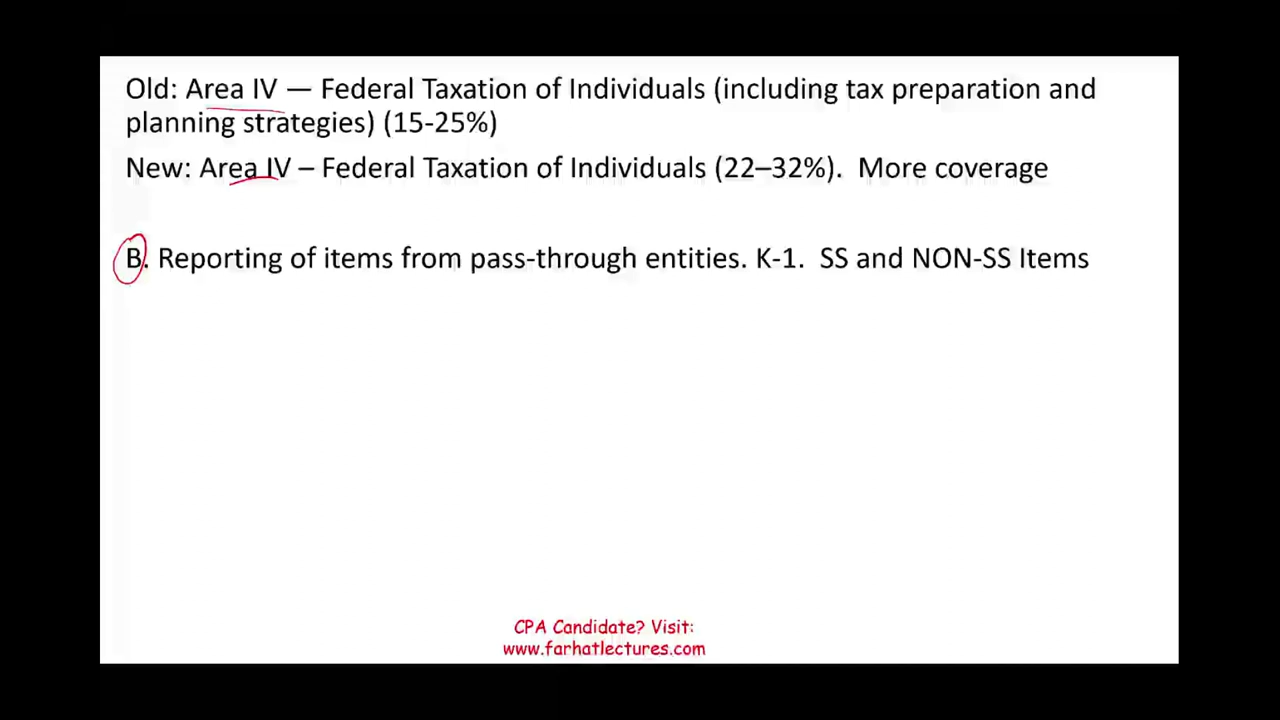 Old: Area IV — Federal Taxation of Individuals (including tax preparation and
planning strategies) (15-25%)
New: Area IV – Federal Taxation of Individuals (22–32%).  More coverage
B. Reporting of items from pass-through entities. K-1.  SS and NON-SS Items
CPA Candidate? Visit:
www.farhatlectures.com